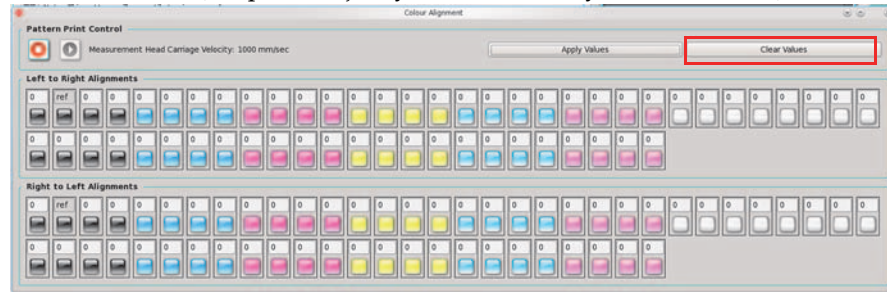 Colour Alignment
Pattern Print Control
Measurement Head Carriage Velocity: 1000 mm/sec
Apply Values
Clear Values
Left to Right Alignments
0 ref 0 0 0 0 0 0 0 0 0 0 0 0 0 0 0 0 0 0 0 0 0 0 0 0 0 0 0 0 0 0
0 0 0 0 0 0 0 0 0 0 0 0 0 0 0 0 0 0 0 0 0 0 0 0
Right to Left Alignments
0 ref 0 0 0 0 0 0 0 0 0 0 0 0 0 0 0 0 0 0 0 0 0 0 0 0 0 0 0 0 0 0
0 0 0 0 0 0 0 0 0 0 0 0 0 0 0 0 0 0 0 0 0 0 0 0